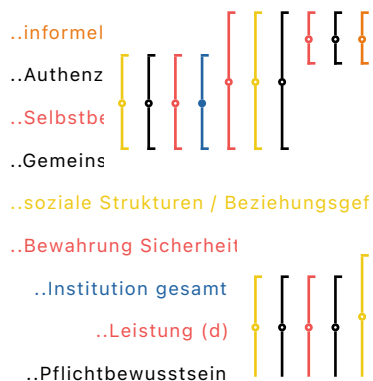 ..informel
..Authenz
..Selbstbe
..Gemeins
..soziale Strukturen / Beziehungsgef
..Bewahrung Sicherheit
..Institution gesamt
..Leistung (d)
..Pflichtbewusstsein